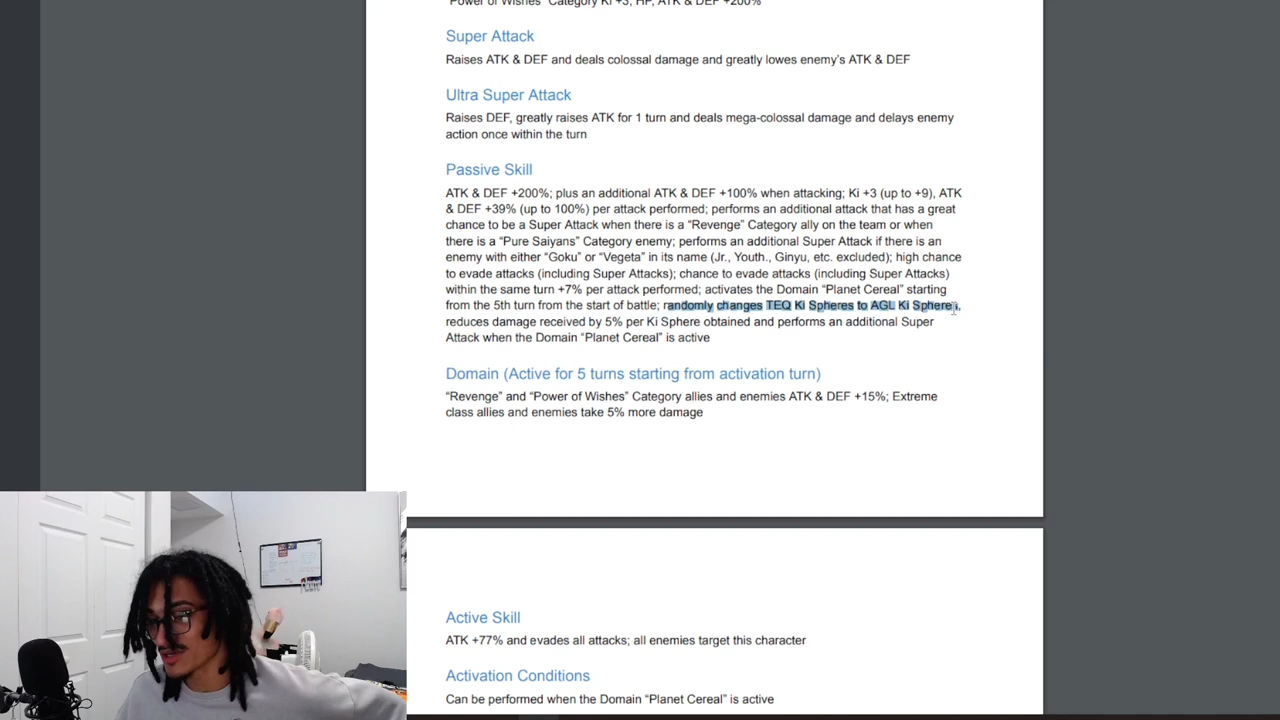 "Power of Wishes" Category Ki +3, HP, ATK & DEF +200%
Super Attack
Raises ATK & DEF and deals colossal damage and greatly lowes enemy's ATK & DEF
Ultra Super Attack
Raises DEF, greatly raises ATK for 1 turn and deals mega-colossal damage and delays enemy
action once within the turn
Passive Skill
ATK & DEF +200%; plus an additional ATK & DEF +100% when attacking; Ki +3 (up to +9), ATK
& DEF +39% (up to 100%) per attack performed; performs an additional attack that has a great
chance to be a Super Attack when there is a “Revenge” Category ally on the team or when
there is a “Pure Saiyans” Category enemy; performs an additional Super Attack if there is an
enemy with either “Goku” or “Vegeta” in its name (Jr., Youth., Ginyu, etc. excluded); high chance
to evade attacks (including Super Attacks); chance to evade attacks (including Super Attacks)
within the same turn +7% per attack performed; activates the Domain “Planet Cereal” starting
from the 5th turn from the start of battle; randomly changes TEQ Ki Spheres to AGL Ki Spheres,
reduces damage received by 5% per Ki Sphere obtained and performs an additional Super
Attack when the Domain “Planet Cereal” is active
Domain (Active for 5 turns starting from activation turn)
“Revenge” and “Power of Wishes” Category allies and enemies ATK & DEF +15%; Extreme
class allies and enemies take 5% more damage
Active Skill
ATK +77% and evades all attacks; all enemies target this character
Activation Conditions
Can be performed when the Domain “Planet Cereal” is active